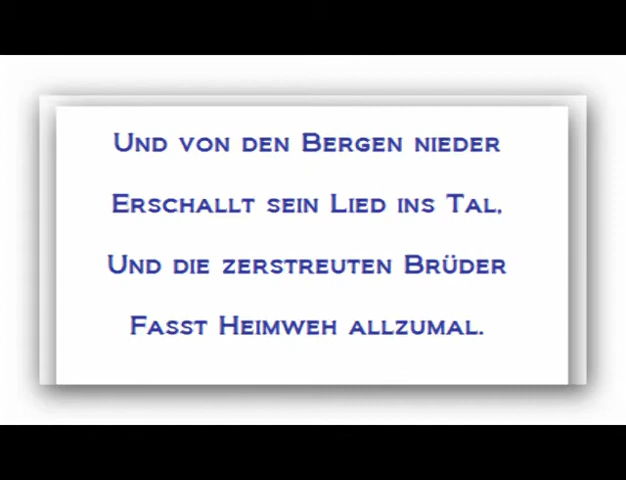 Und von den Bergen nieder
Erschallt sein Lied ins Tal,
Und die zerstreuten Brüder
Fasst Heimweh allzumal.